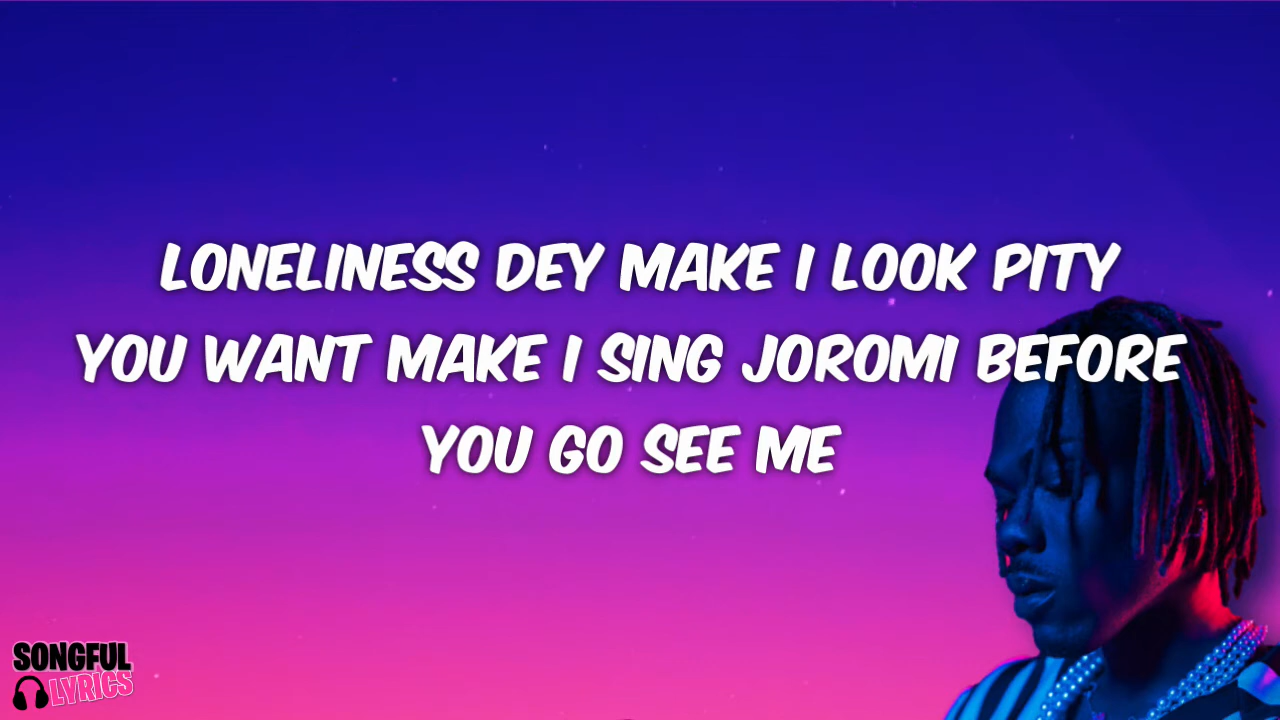 LONELINESS DEY MAKE I LOOK PITY
YOU WANT MAKE I SING JOROMI BEFORE
YOU GO SEE ME
SONGFUL
LYRICS